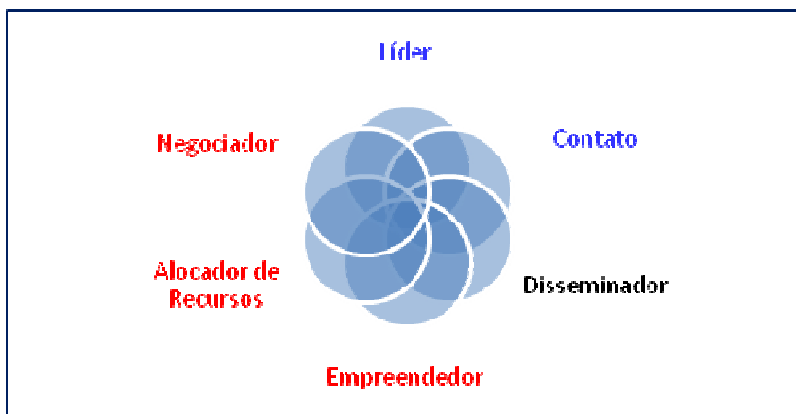 Líder
Negociador
Contato
Alocador de
Recursos
Disseminador
Empreendedor